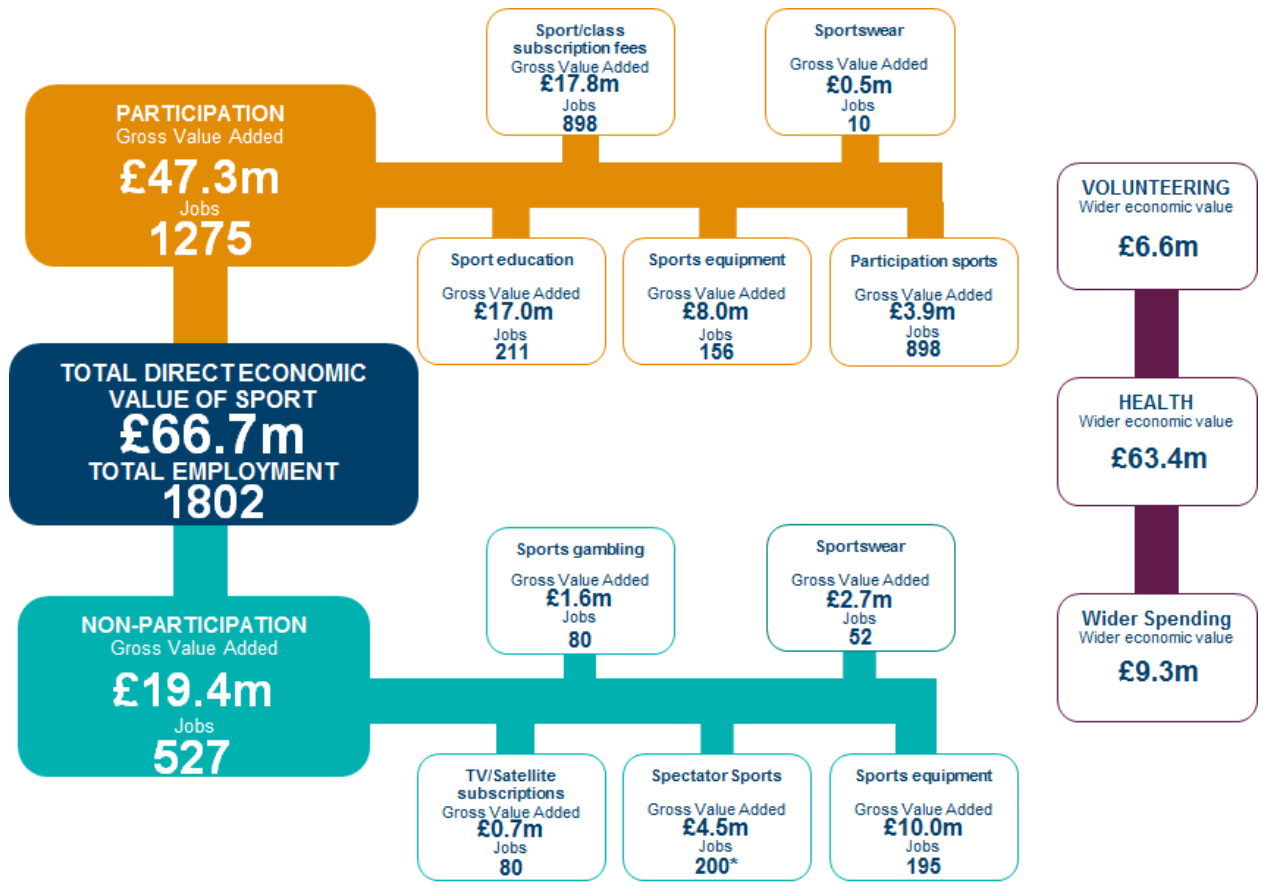 Sport/class
subscription fees
Gross Value Added
£17.8m
Jobs
898
Sportswear
Gross Value Added
£0.5m
Jobs
10
PARTICIPATION
Gross Value Added
£47.3m
Jobs
1275
Sport education
Gross Value Added
£17.0m
Jobs
211
Sports equipment
Gross Value Added
£8.0m
Jobs
156
Participation sports
Gross Value Added
£3.9m
Jobs
898
TOTAL DIRECT ECONOMIC
VALUE OF SPORT
£66.7m
TOTAL EMPLOYMENT
1802
Sports gambling
Gross Value Added
£1.6m
Jobs
80
Sportswear
Gross Value Added
£2.7m
Jobs
52
NON-PARTICIPATION
Gross Value Added
£19.4m
Jobs
527
TV/Satellite
subscriptions
Gross Value Added
£0.7m
Jobs
80
Spectator Sports
Gross Value Added
£4.5m
Jobs
200*
Sports equipment
Gross Value Added
£10.0m
Jobs
195
VOLUNTEERING
Wider economic value
£6.6m
HEALTH
Wider economic value
£63.4m
Wider Spending
Wider economic value
£9.3m